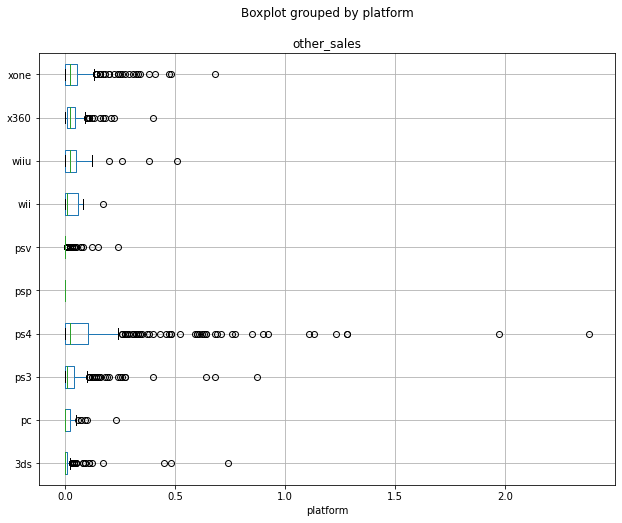 Boxplot grouped by platform
other_sales
xone
x360
wiiu
wii
psv
psp
ps4
ps3
pc
3ds
0.0 0.5 1.0 1.5 2.0
platform